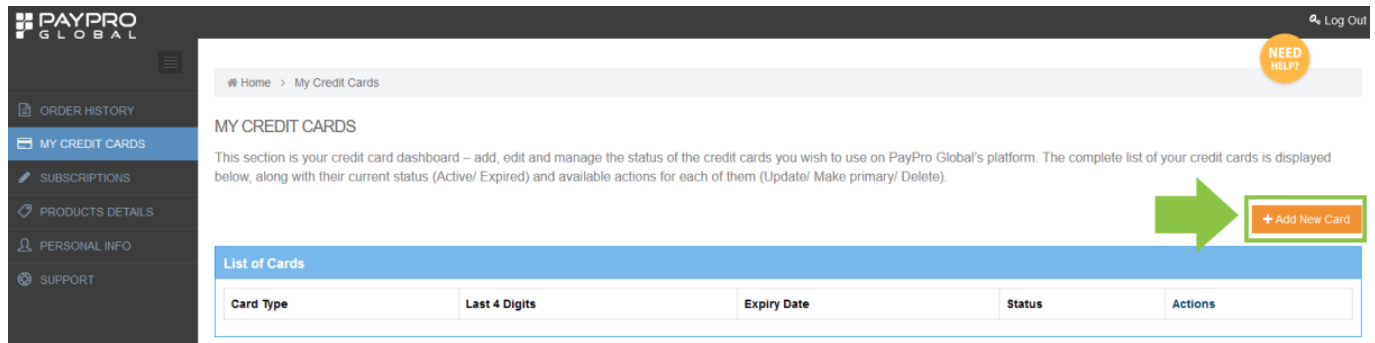 PAYPRO
GLOBAL
Log Out
NEED
HELP?
Home > My Credit Cards
ORDER HISTORY
MY CREDIT CARDS
SUBSCRIPTIONS
PRODUCTS DETAILS
PERSONAL INFO
SUPPORT
MY CREDIT CARDS
This section is your credit card dashboard – add, edit and manage the status of the credit cards you wish to use on PayPro Global's platform. The complete list of your credit cards is displayed
below, along with their current status (Active/ Expired) and available actions for each of them (Update/ Make primary/ Delete).
+ Add New Card
List of Cards
Card Type Last 4 Digits Expiry Date Status Actions